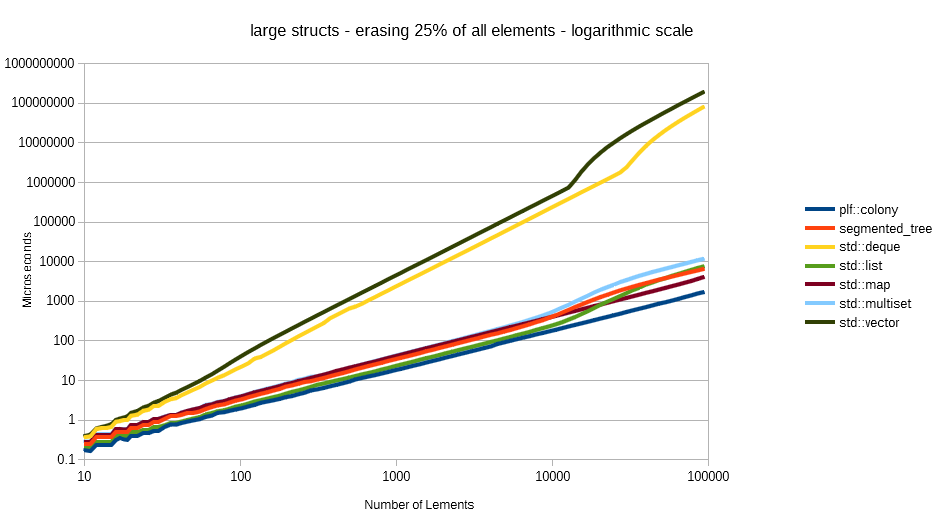 large structs - erasing 25% of all elements - logarithmic scale
1000000000
100000000
10000000
1000000
100000
10000
1000
100
10
1
0.1
Microseconds
10 100 1000 10000 100000
Number of Lements
plf::colony
segmented_tree
std::deque
std::list
std::map
std::multiset
std::vector